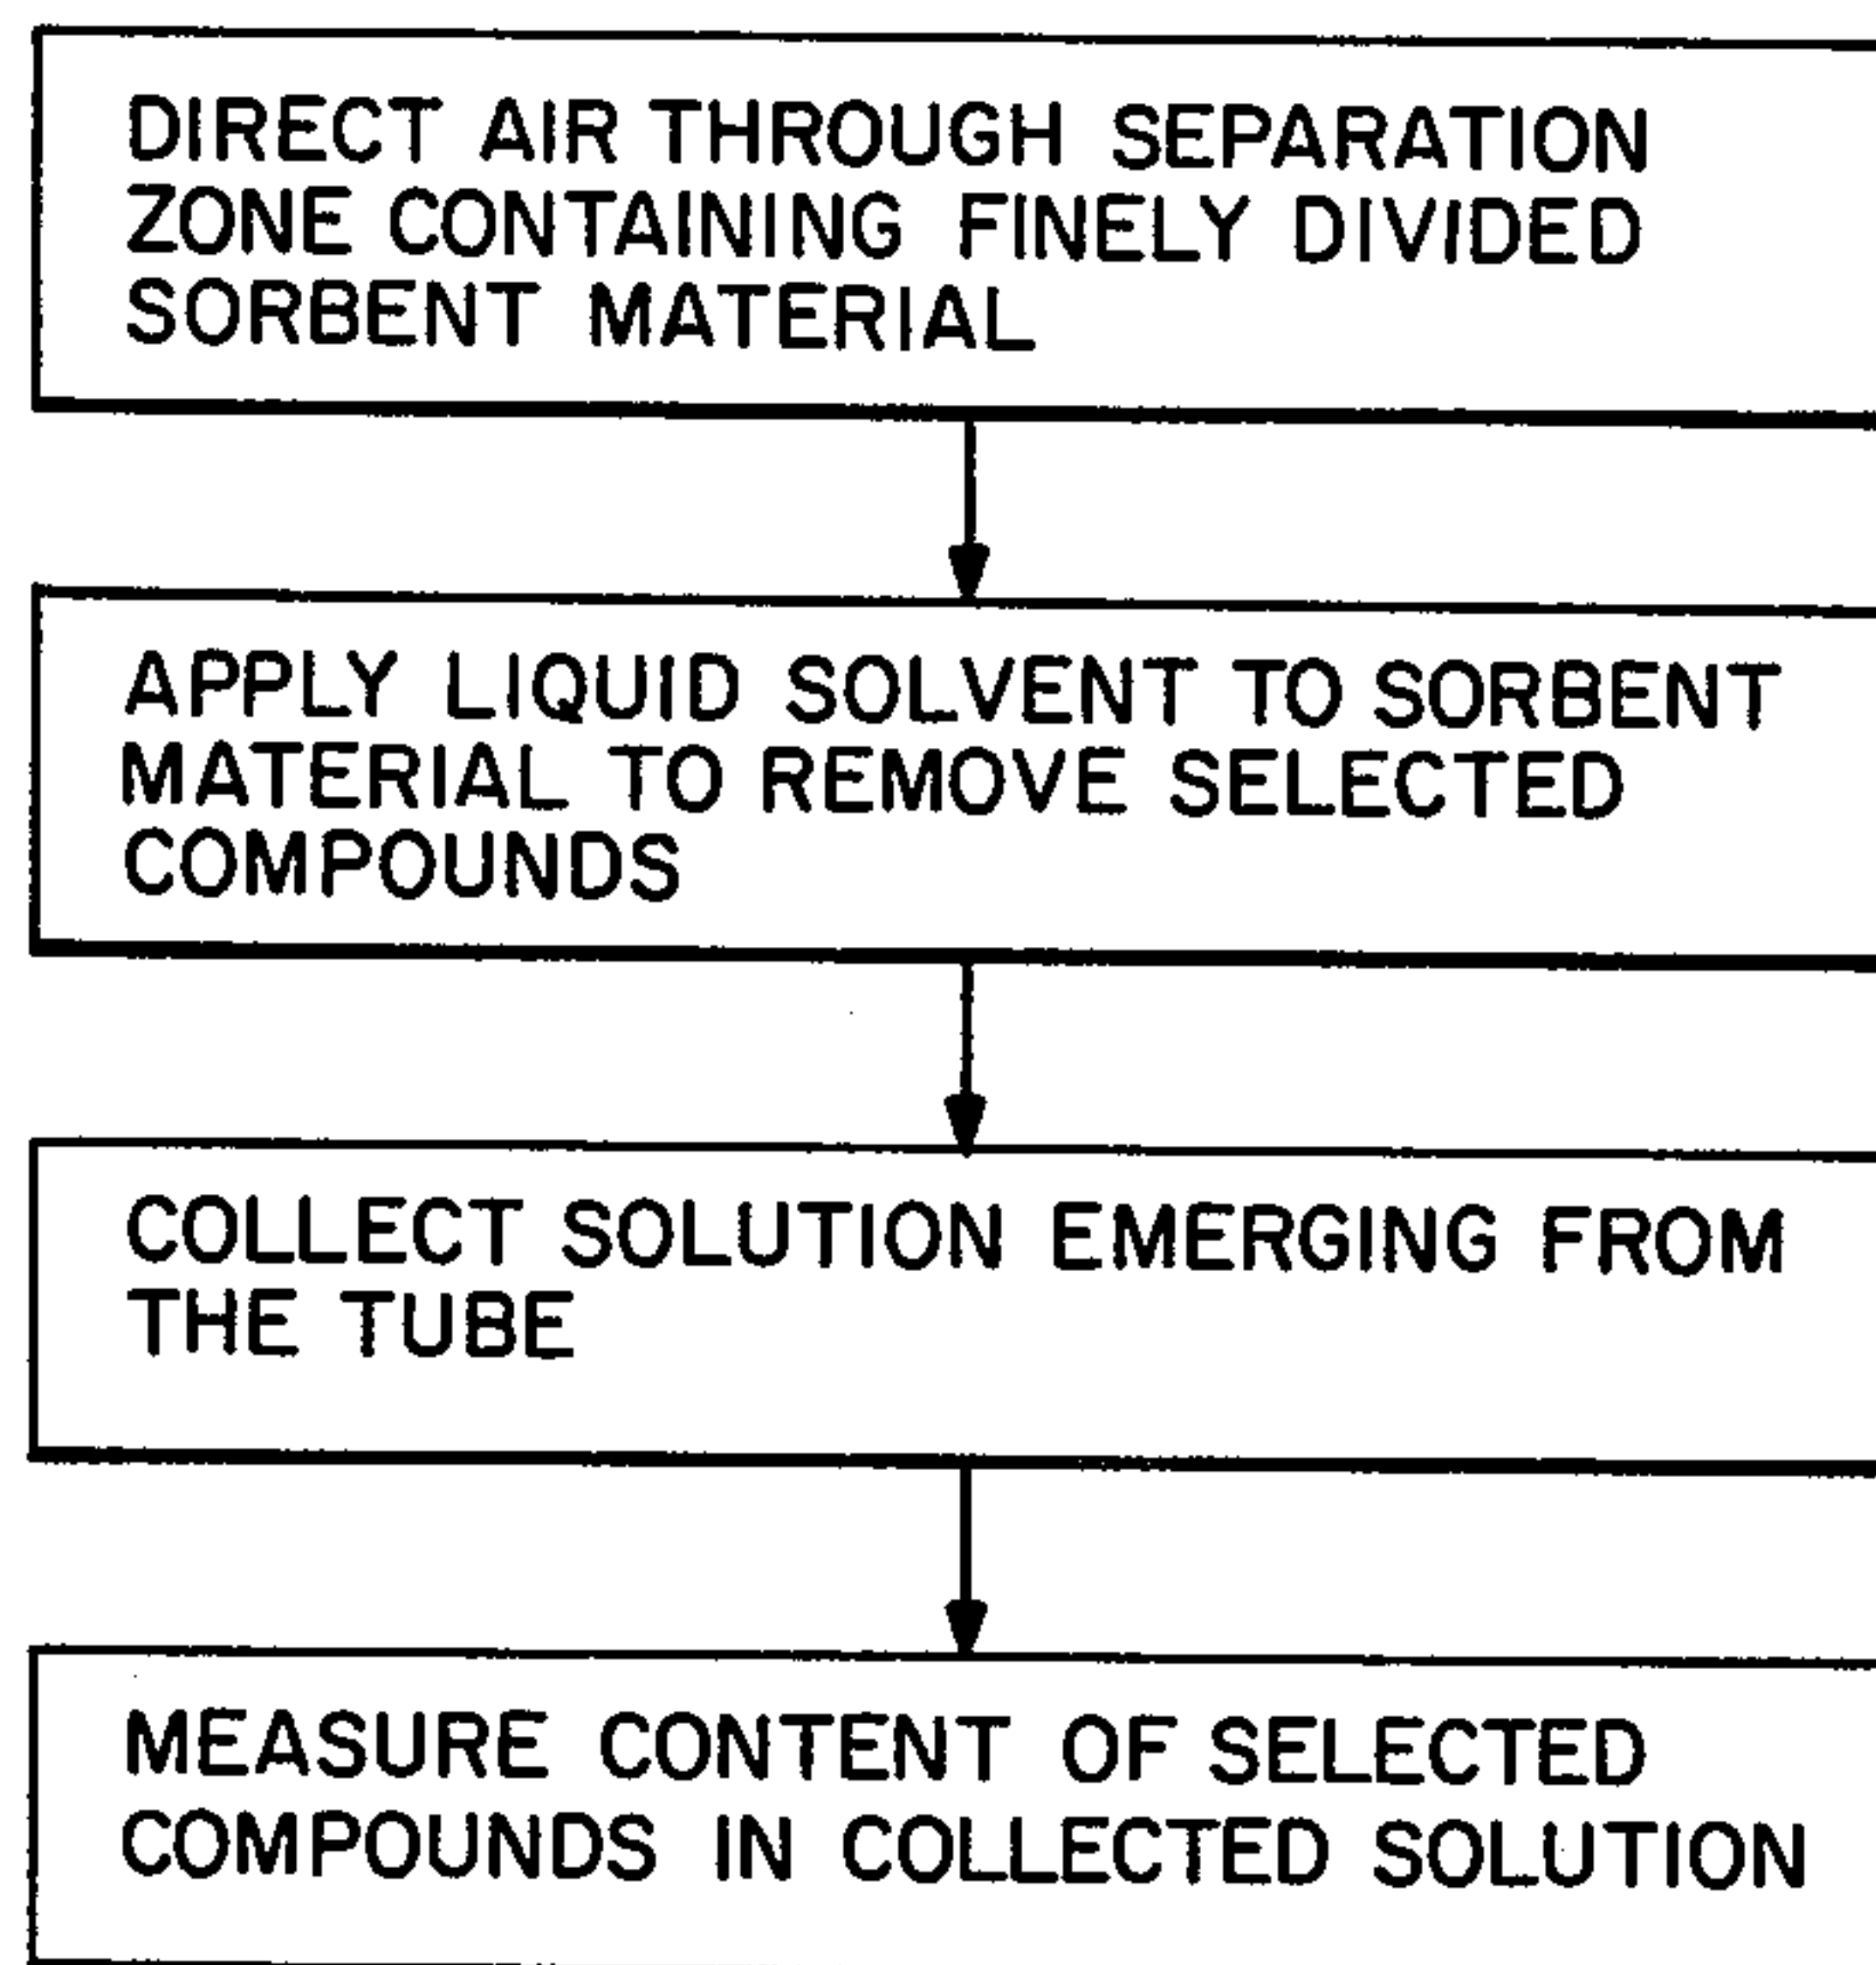 DIRECT AIR THROUGH SEPARATION
ZONE CONTAINING FINELY DIVIDED
SORBENT MATERIAL
APPLY LIQUID SOLVENT TO SORBENT
MATERIAL TO REMOVE SELECTED
COMPOUNDS
COLLECT SOLUTION EMERGING FROM
THE TUBE
MEASURE CONTENT OF SELECTED
COMPOUNDS IN COLLECTED SOLUTION